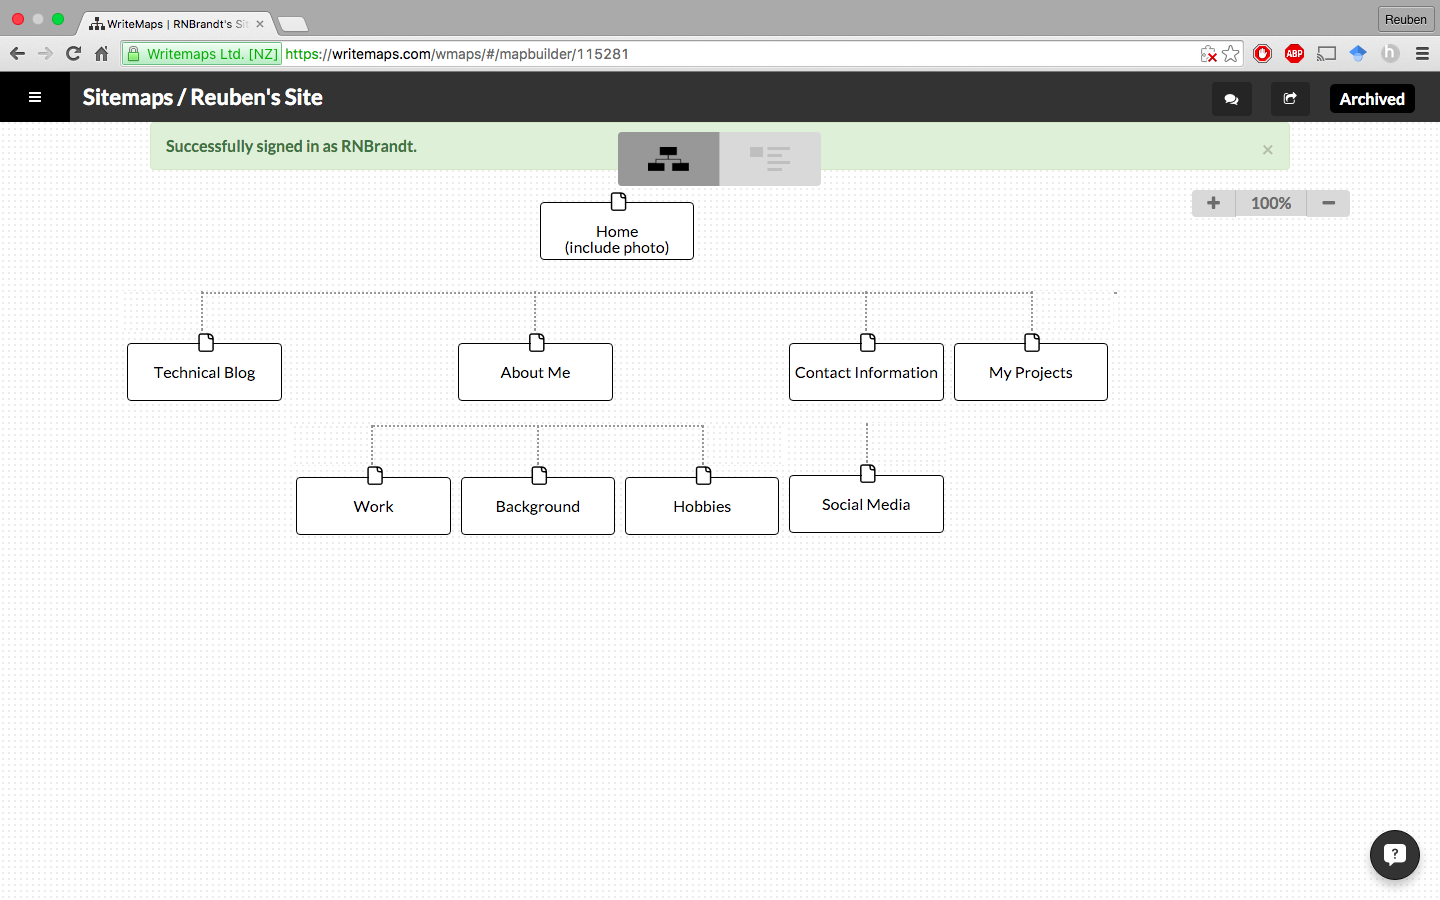 WriteMaps | RNBrandt's Sit
Reuben
Writemaps Ltd. [NZ] https://writemaps.com/wmaps/#/mapbuilder/115281
ABP
h
Sitemaps / Reuben's Site
Archived
Successfully signed in as RNBrandt.
×
+ 100% −
Home
(include photo)
Technical Blog
About Me
Contact Information
My Projects
Work
Background
Hobbies
Social Media
?